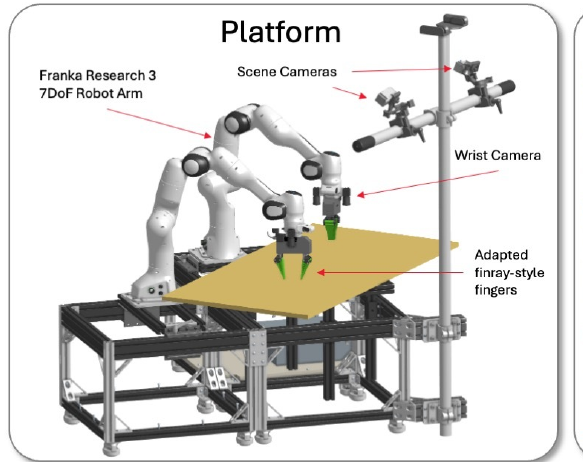 Platform
Franka Research 3
7DoF Robot Arm
Scene Cameras
Wrist Camera
Adapted
finray-style
fingers